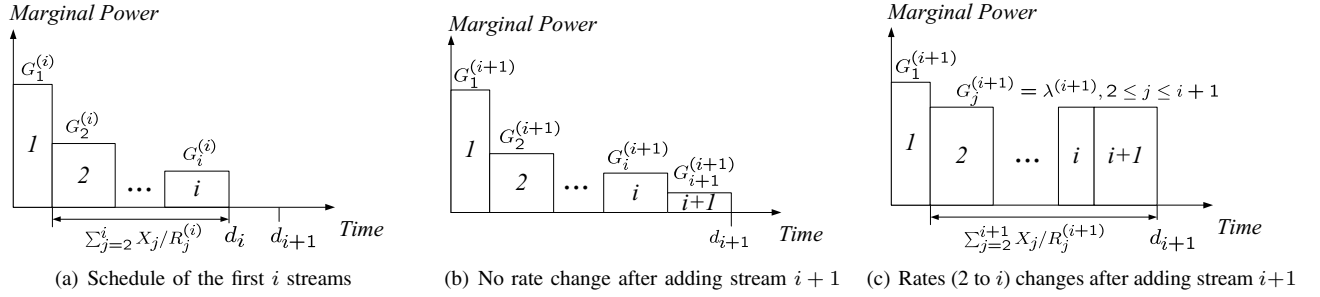 Marginal Power
G_1^{(i)}
1
G_2^{(i)}
2
...
G_i^{(i)}
i
∑_{j=2}^{i} X_j/R_j^{(i)}
d_i
d_{i+1}
Time
(a) Schedule of the first i streams
Marginal Power
G_1^{(i+1)}
1
G_2^{(i+1)}
2
...
G_i^{(i+1)}
i
G_{i+1}^{(i+1)}
i+1
d_{i+1}
Time
(b) No rate change after adding stream i + 1
Marginal Power
G_1^{(i+1)}
1
G_j^{(i+1)} = λ^{(i+1)}, 2 ≤ j ≤ i + 1
2
...
i
i+1
∑_{j=2}^{i+1} X_j/R_j^{(i+1)}
d_{i+1}
Time
(c) Rates (2 to i) changes after adding stream i+1